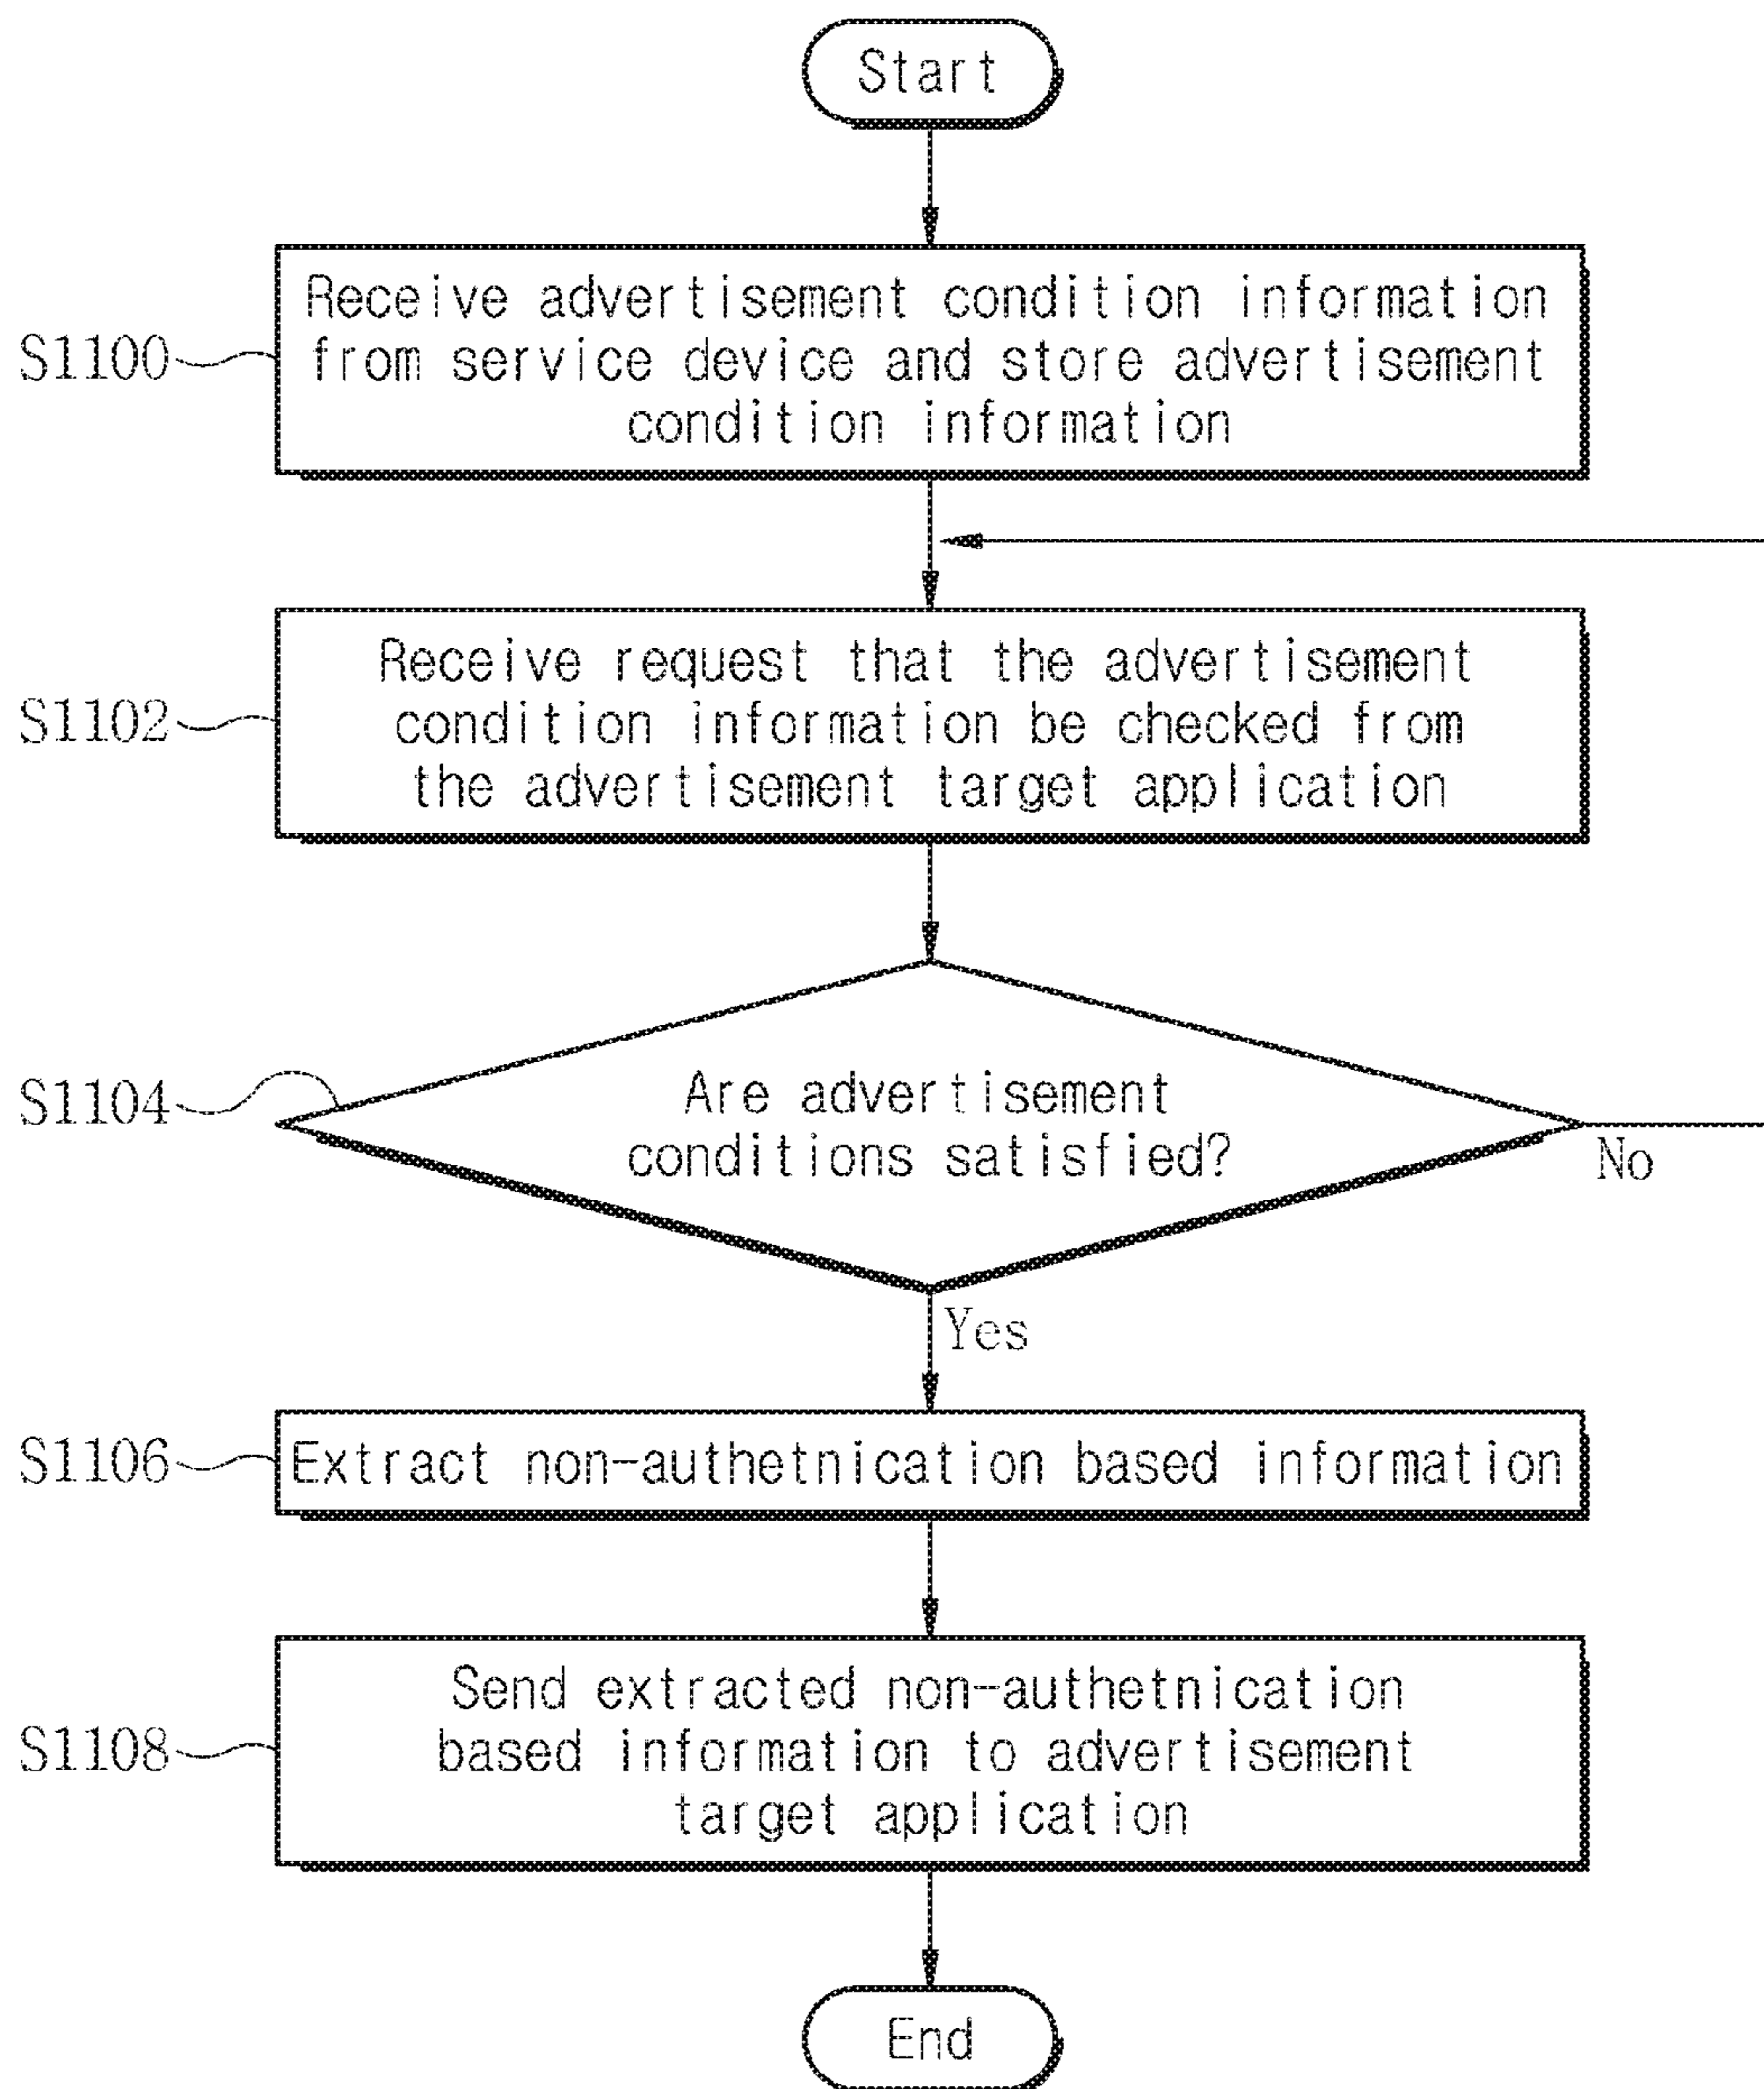 Start
S1100
Receive advertisement condition information
from service device and store advertisement
condition information
S1102
Receive request that the advertisement
condition information be checked from
the advertisement target application
S1104
Are advertisement
conditions satisfied?
No
Yes
S1106
Extract non-authetnication based information
S1108
Send extracted non-authetnication
based information to advertisement
target application
End